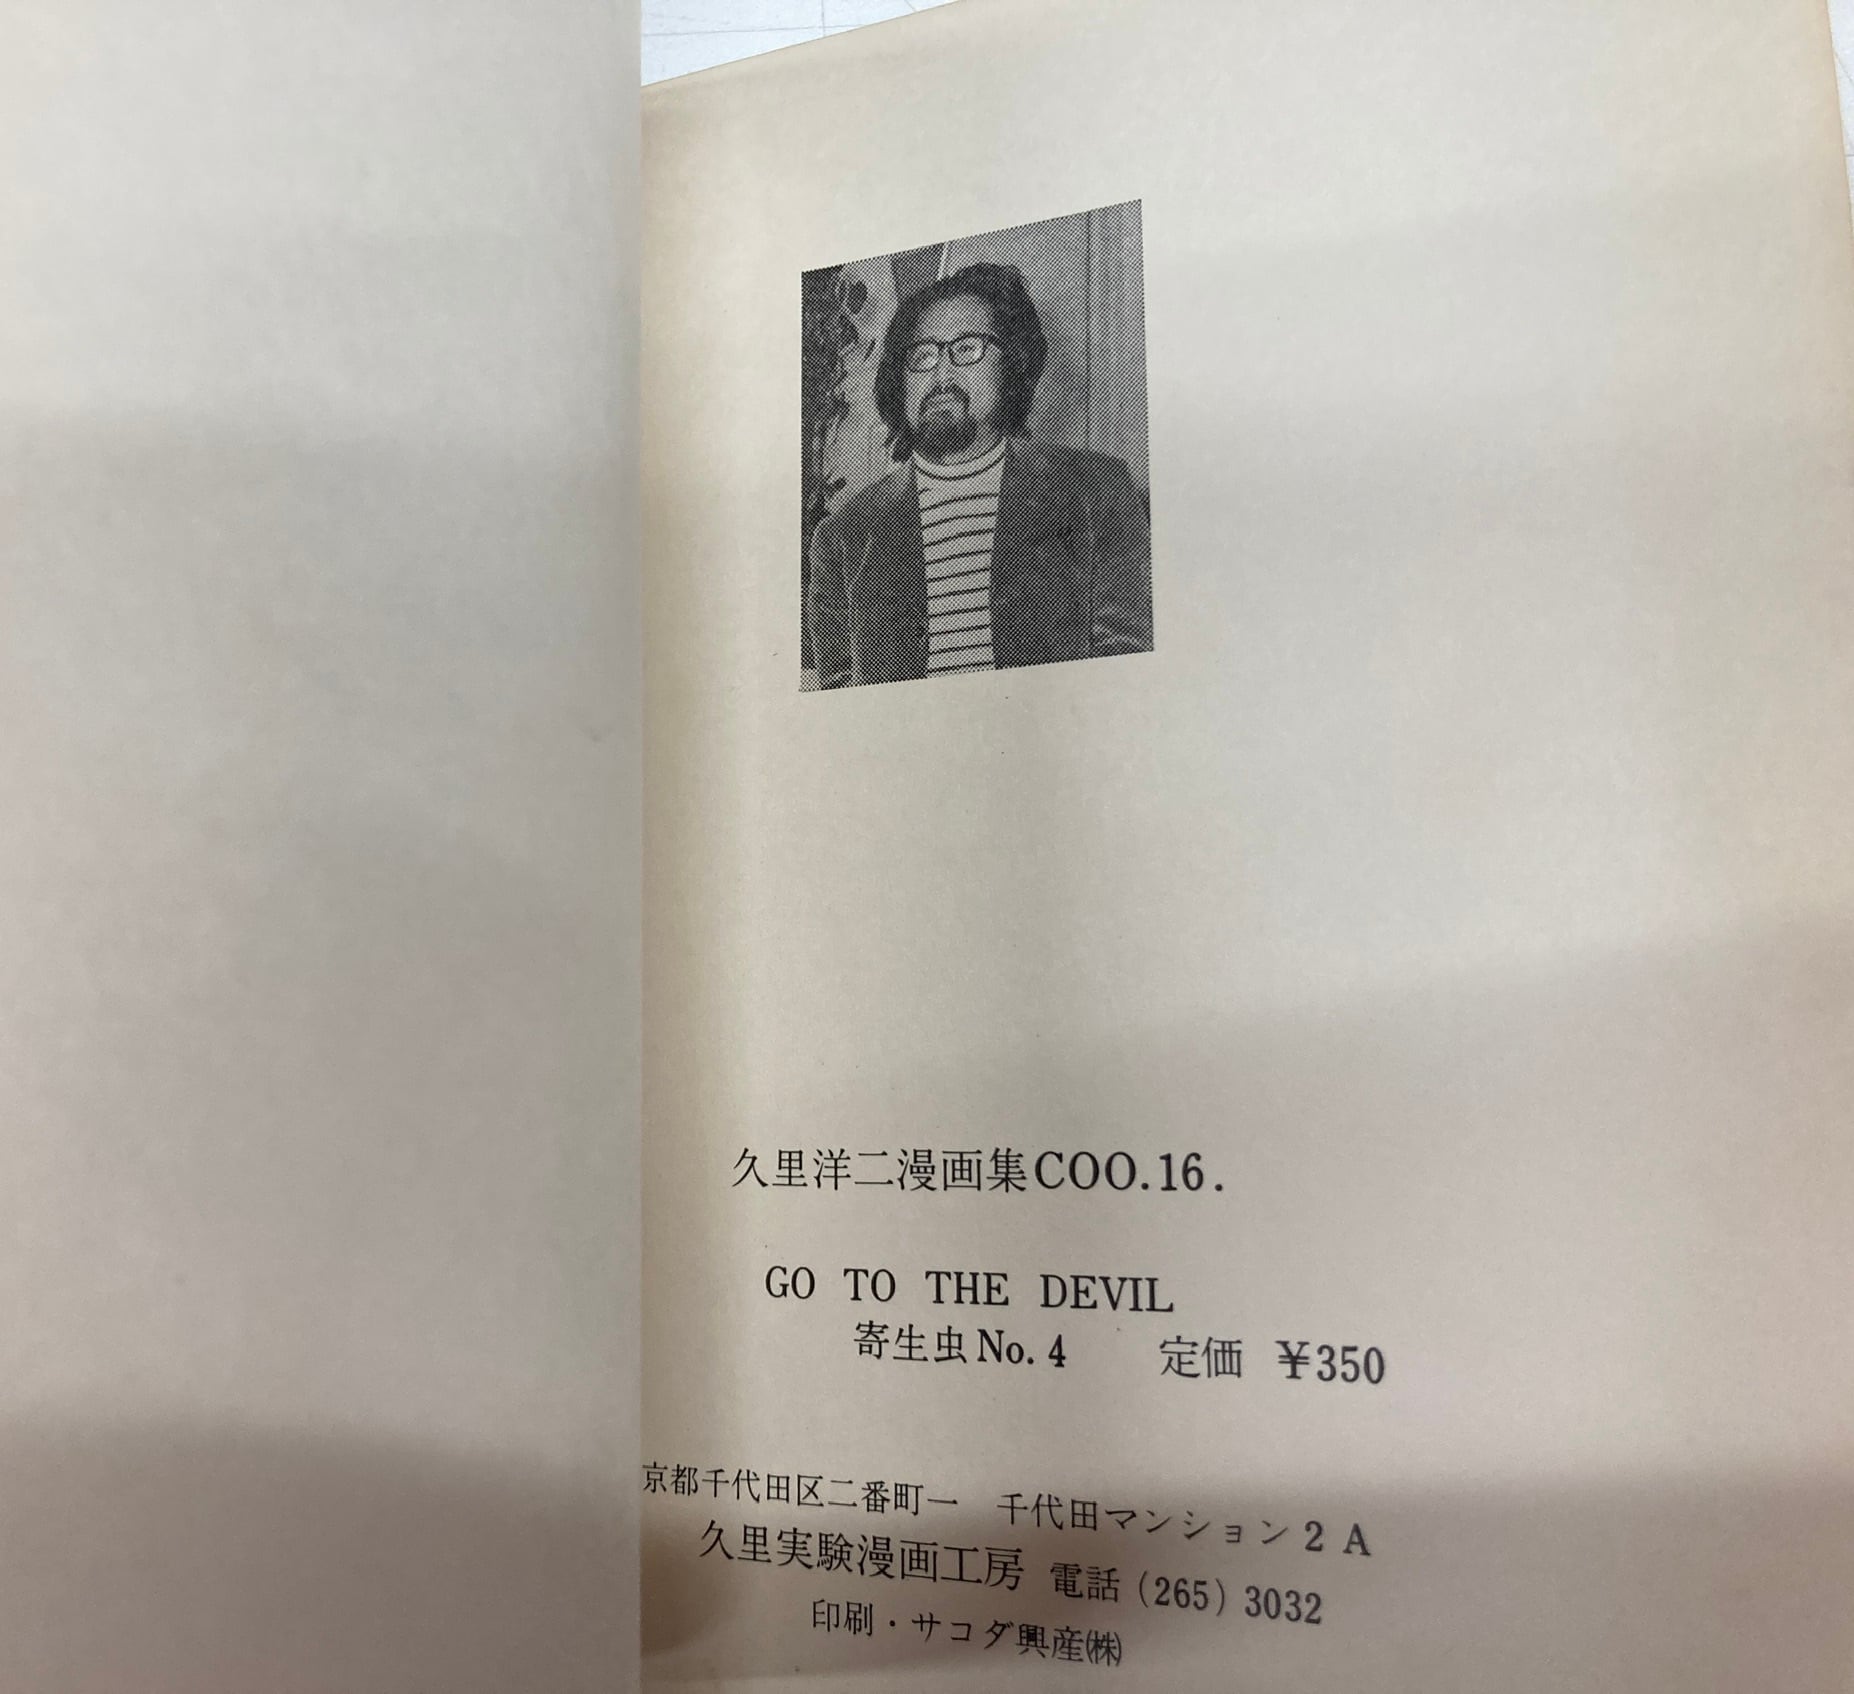 久里洋二漫画集COO.16.
GO TO THE DEVIL
寄生虫No.4 定価 ¥350
京都千代田区二番町一 千代田マンション2A
久里実験漫画工房 電話(265)3032
印刷・サコダ興産㈱